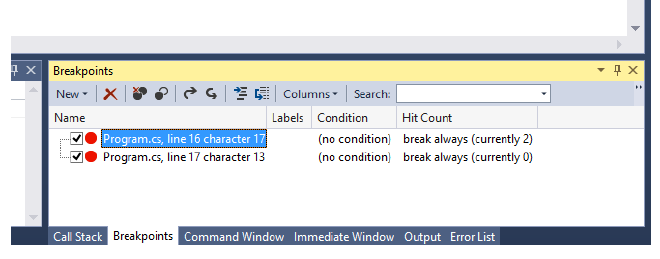 Breakpoints
New Columns Search:
Name Labels Condition Hit Count
Program.cs, line 16 character 17 (no condition) break always (currently 2)
Program.cs, line 17 character 13 (no condition) break always (currently 0)
Call Stack Breakpoints Command Window Immediate Window Output Error List